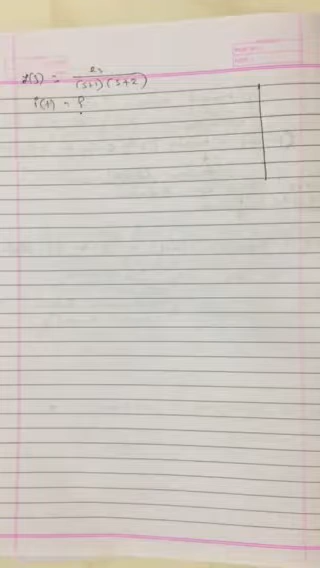 I(s) = 2s / (s+1)(s+2)
i(t) = ?